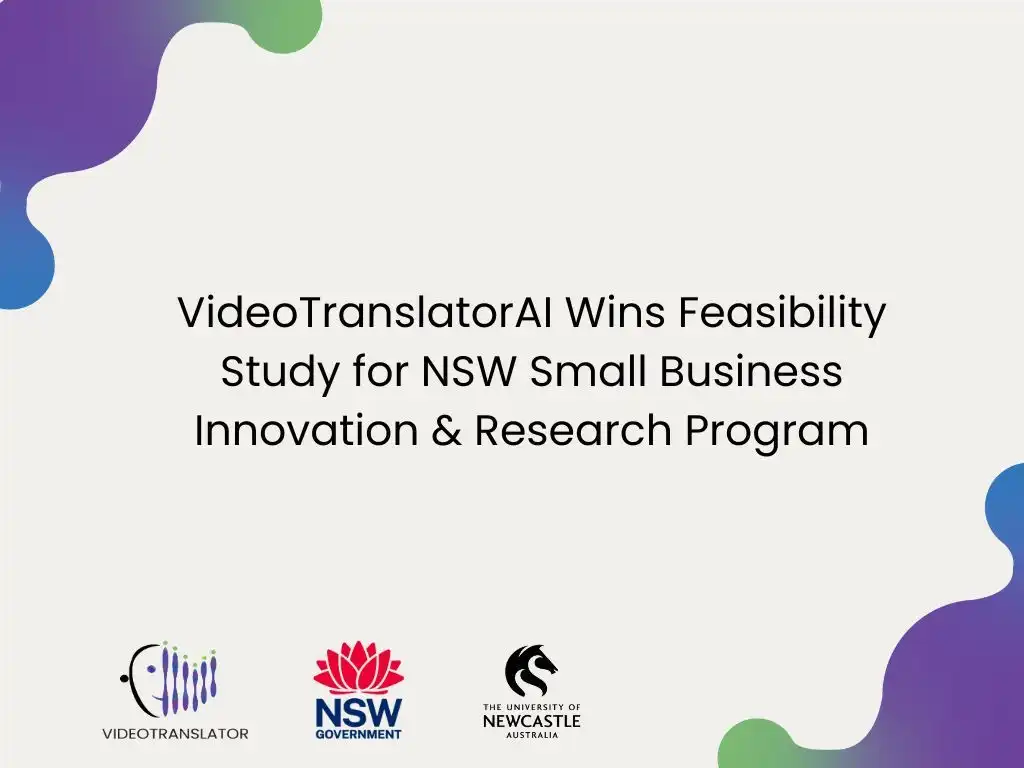 VideoTranslatorAI Wins Feasibility
Study for NSW Small Business
Innovation & Research Program
VIDEOTRANSLATOR
NSW
GOVERNMENT
THE UNIVERSITY OF
NEWCASTLE
AUSTRALIA